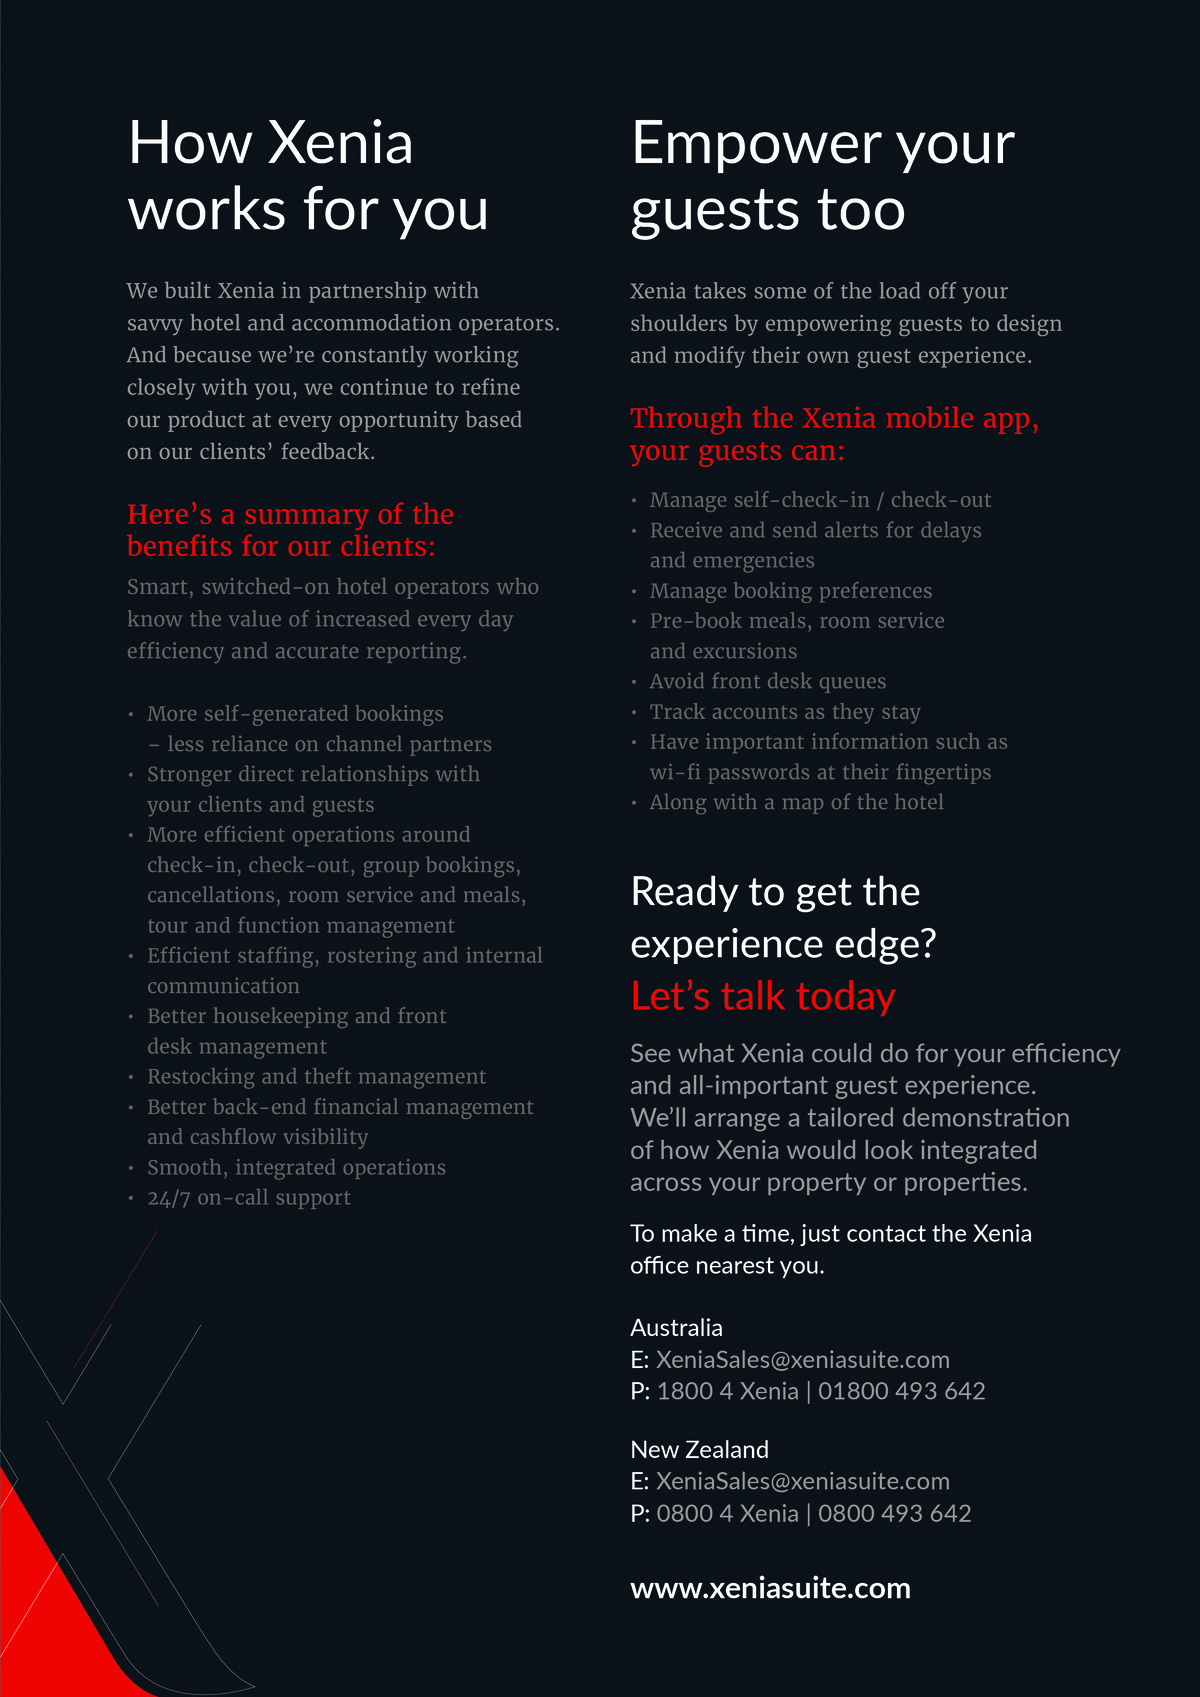 How Xenia
works for you
We built Xenia in partnership with
savvy hotel and accommodation operators.
And because we’re constantly working
closely with you, we continue to refine
our product at every opportunity based
on our clients’ feedback.
Here’s a summary of the
benefits for our clients:
Smart, switched-on hotel operators who
know the value of increased every day
efficiency and accurate reporting.
• More self-generated bookings
– less reliance on channel partners
• Stronger direct relationships with
your clients and guests
• More efficient operations around
check-in, check-out, group bookings,
cancellations, room service and meals,
tour and function management
• Efficient staffing, rostering and internal
communication
• Better housekeeping and front
desk management
• Restocking and theft management
• Better back-end financial management
and cashflow visibility
• Smooth, integrated operations
• 24/7 on-call support
Empower your
guests too
Xenia takes some of the load off your
shoulders by empowering guests to design
and modify their own guest experience.
Through the Xenia mobile app,
your guests can:
• Manage self-check-in / check-out
• Receive and send alerts for delays
and emergencies
• Manage booking preferences
• Pre-book meals, room service
and excursions
• Avoid front desk queues
• Track accounts as they stay
• Have important information such as
wi-fi passwords at their fingertips
• Along with a map of the hotel
Ready to get the
experience edge?
Let’s talk today
See what Xenia could do for your efficiency
and all-important guest experience.
We’ll arrange a tailored demonstration
of how Xenia would look integrated
across your property or properties.
To make a time, just contact the Xenia
office nearest you.
Australia
E: XeniaSales@xeniasuite.com
P: 1800 4 Xenia | 01800 493 642
New Zealand
E: XeniaSales@xeniasuite.com
P: 0800 4 Xenia | 0800 493 642
www.xeniasuite.com